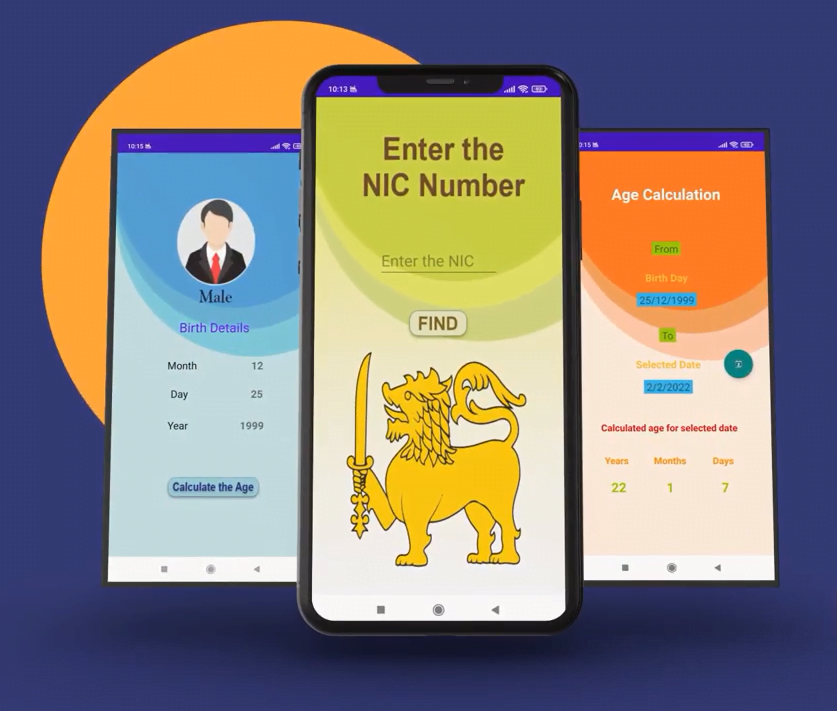 10:15
Male
Birth Details
Month 12
Day 25
Year 1999
Calculate the Age
10:13
Enter the
NIC Number
Enter the NIC
FIND
0:15
Age Calculation
From
Birth Day
25/12/1999
To
Selected Date
2/2/2022
Calculated age for selected date
Years Months Days
22 1 7